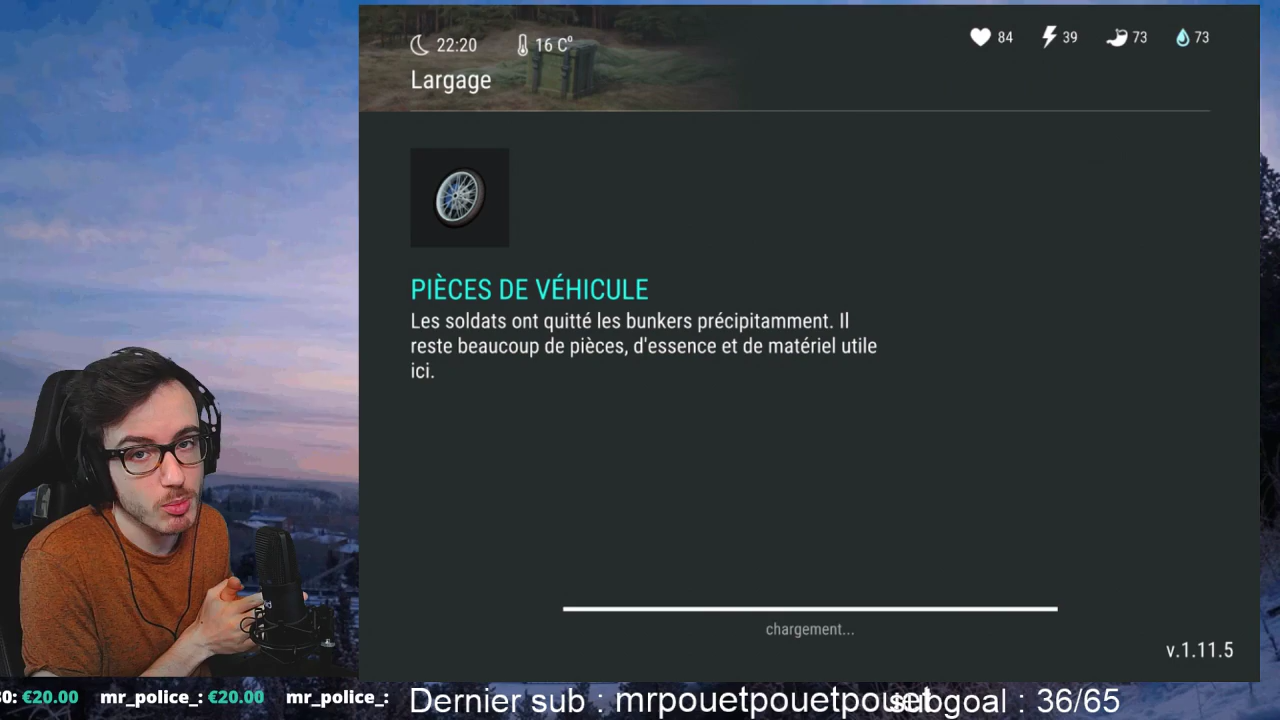 22:20 16 C° 84 39 73 73
Largage
PIÈCES DE VÉHICULE
Les soldats ont quitté les bunkers précipitamment. Il
reste beaucoup de pièces, d'essence et de matériel utile
ici.
chargement...
v.1.11.5
0: €20.00 mr_police_: €20.00 mr_police_:
Dernier sub : mrpouetpouetpouet
subgoal : 36/65